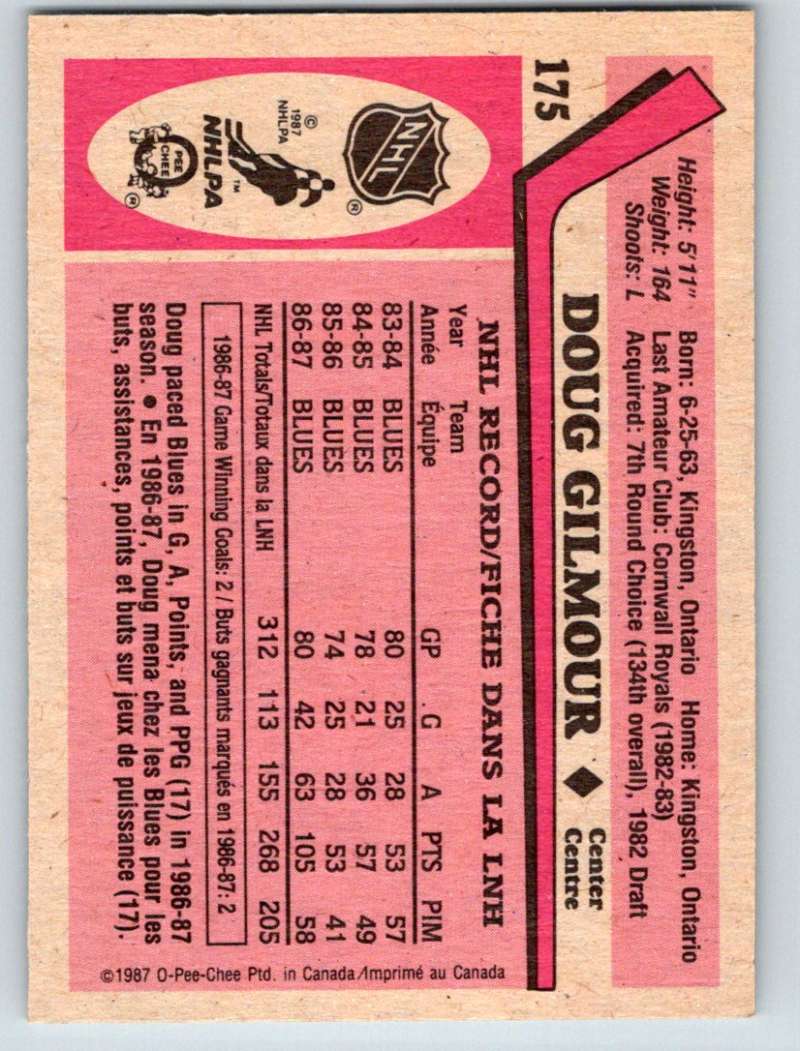 175
Height: 5'11" Born: 6-25-63, Kingston, Ontario Home: Kingston, Ontario
Weight: 164 Last Amateur Club: Cornwall Royals (1982-83)
Shoots: L Acquired: 7th Round Choice (134th overall), 1982 Draft
DOUG GILMOUR ◆ Center
Centre
NHL
®
© 1987 NHLPA
NHLPA™
O PEE CHEE
®
NHL RECORD/FICHE DANS LA LNH
Year Team
Année Équipe GP G A PTS PIM
83-84 BLUES 80 25 28 53 57
84-85 BLUES 78 21 36 57 49
85-86 BLUES 74 25 28 53 41
86-87 BLUES 80 42 63 105 58
NHL Totals/Totaux dans la LNH 312 113 155 268 205
1986-87 Game Winning Goals: 2 / Buts gagnants marqués en 1986-87: 2
Doug paced Blues in G, A, Points, and PPG (17) in 1986-87
season. ● En 1986-87, Doug mena chez les Blues pour les
buts, assistances, points et buts sur jeux de puissance (17).
©1987 O-Pee-Chee Ptd. in Canada/Imprimé au Canada